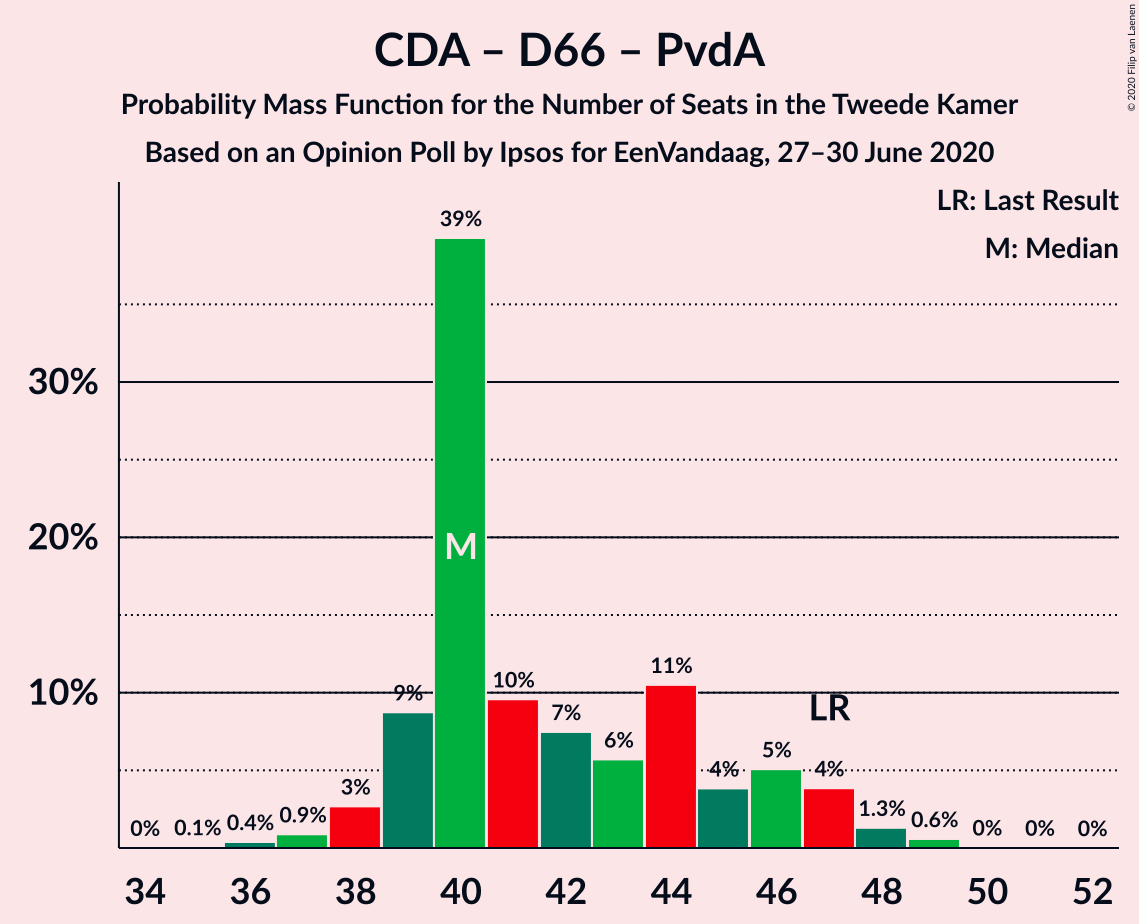 CDA – D66 – PvdA
Probability Mass Function for the Number of Seats in the Tweede Kamer
Based on an Opinion Poll by Ipsos for EenVandaag, 27–30 June 2020
© 2020 Filip van Laenen
LR: Last Result
M: Median
39%
30%
20%
M
11%
10%
10%
9%
LR
7%
6%
5%
4%
4%
3%
0%
0.1%
0.4%
0.9%
1.3%
0.6%
0%
0%
0%
34 36 38 40 42 44 46 48 50 52